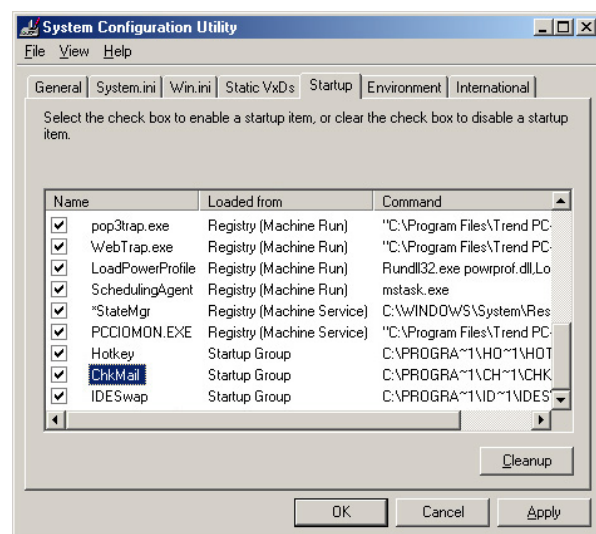 System Configuration Utility
File View Help
General System.ini Win.ini Static VxDs Startup Environment International
Select the check box to enable a startup item, or clear the check box to disable a startup
item.
Name Loaded from Command
pop3trap.exe Registry (Machine Run) "C:\Program Files\Trend PC-
WebTrap.exe Registry (Machine Run) "C:\Program Files\Trend PC-
LoadPowerProfile Registry (Machine Run) Rundll32.exe powrprof.dll,Lo
SchedulingAgent Registry (Machine Run) mstask.exe
*StateMgr Registry (Machine Service) C:\WINDOWS\System\Res
PCCIOMON.EXE Registry (Machine Service) "C:\Program Files\Trend PC-
Hotkey Startup Group C:\PROGRA~1\HO~1\HOT
ChkMail Startup Group C:\PROGRA~1\CH~1\CHK
IDESwap Startup Group C:\PROGRA~1\ID~1\IDES
Cleanup
OK Cancel Apply